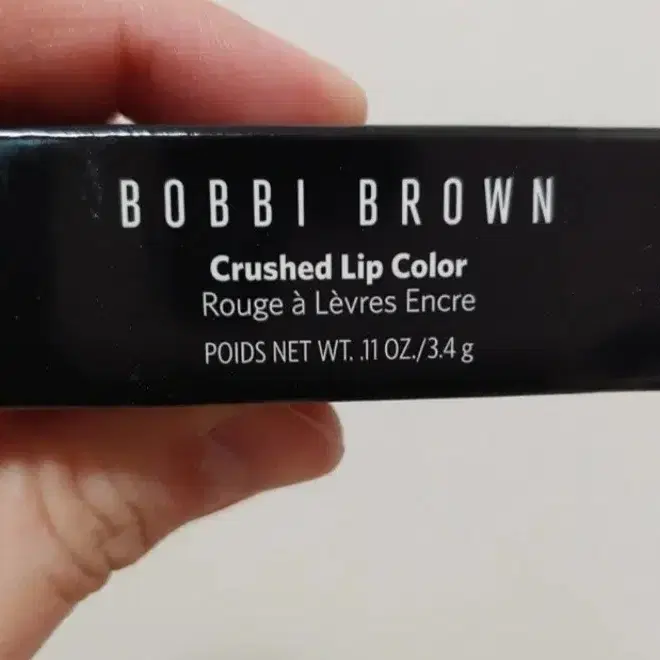 BOBBI BROWN
Crushed Lip Color
Rouge à Lèvres Encre
POIDS NET WT. .11 OZ./3.4 g